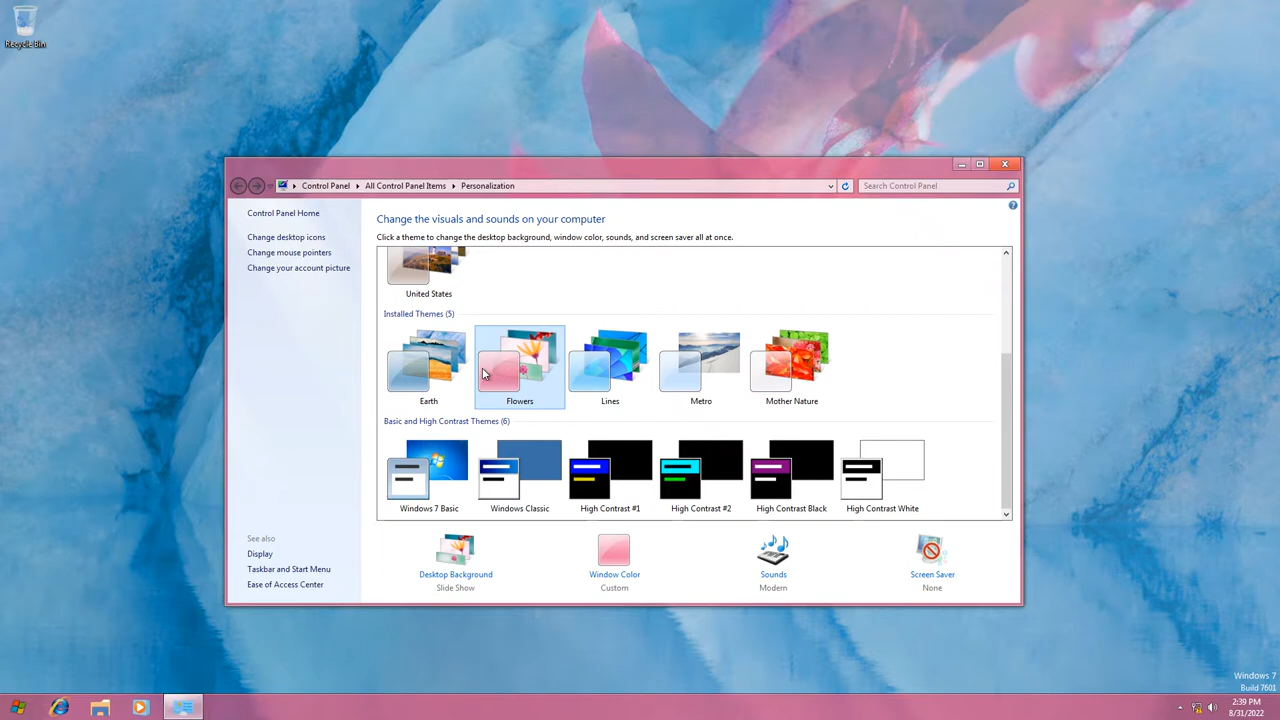 Recycle Bin
Control Panel
All Control Panel Items
Personalization
Search Control Panel
Control Panel Home
Change desktop icons
Change mouse pointers
Change your account picture
Change the visuals and sounds on your computer
Click a theme to change the desktop background, window color, sounds, and screen saver all at once.
United States
Installed Themes (5)
Earth
Flowers
Lines
Metro
Mother Nature
Basic and High Contrast Themes (6)
Windows 7 Basic
Windows Classic
High Contrast #1
High Contrast #2
High Contrast Black
High Contrast White
See also
Display
Taskbar and Start Menu
Ease of Access Center
Desktop Background
Slide Show
Window Color
Custom
Sounds
Modern
Screen Saver
None
Windows 7
Build 7601
2:39 PM
8/31/2022